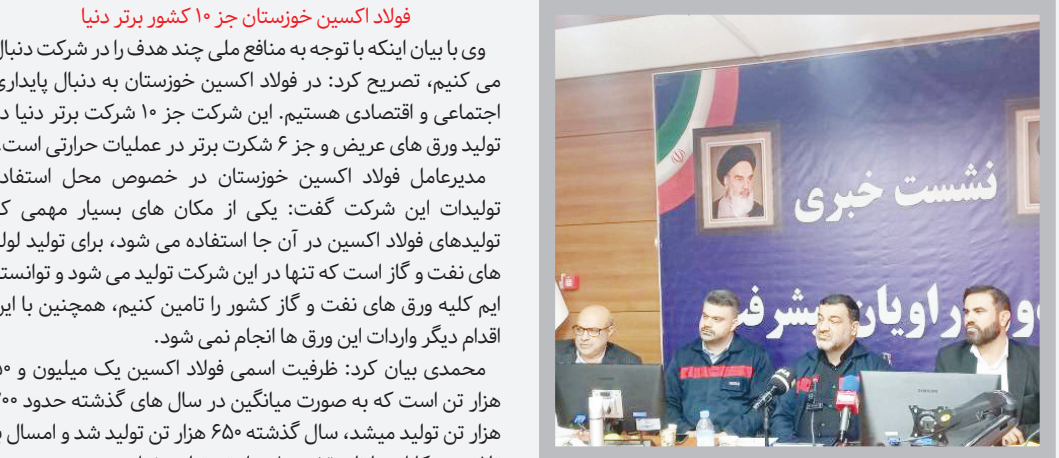 فولاد اکسین خوزستان جز ۱۰ کشور برتر دنیا
وی با بیان اینکه با توجه به منافع ملی چند هدف را در شرکت دنبال
می کنیم، تصریح کرد: در فولاد اکسین خوزستان به دنبال پایداری
اجتماعی و اقتصادی هستیم. این شرکت جز ۱۰ شرکت برتر دنیا
تولید ورق های عریض و جز ۶ شکرت برتر در عملیات حرارتی است.
مدیرعامل فولاد اکسین خوزستان در خصوص محل
تولیدات این شرکت گفت: یکی از مکان های بسیار مهمی
تولیدهای فولاد اکسین در آن جا استفاده می شود، برای تولید
های نفت و گاز است که تنها در این شرکت تولید می شود و
ایم کلیه ورق های نفت و گاز کشور را تامین کنیم، همچنین با
اقدام دیگر واردات این ورق ها انجام نمی شود.
محمدی بیان کرد: ظرفیت اسمی فولاد اکسین یک میلیون و
هزار تن است که به صورت میانگین در سال های گذشته حدود
هزار تن تولید میشد، سال گذشته ۶۵۰ هزار تن تولید شد و امسال
نشست خبری
راویان پیشرفت